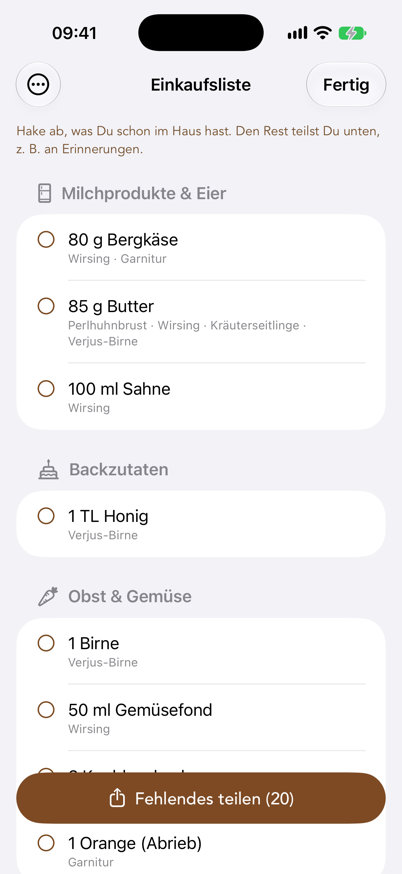 09:41
Einkaufsliste
Fertig
Hake ab, was Du schon im Haus hast. Den Rest teilst Du unten,
z. B. an Erinnerungen.
Milchprodukte & Eier
80 g Bergkäse
Wirsing · Garnitur
85 g Butter
Perlhuhnbrust · Wirsing · Kräuterseitlinge ·
Verjus-Birne
100 ml Sahne
Wirsing
Backzutaten
1 TL Honig
Verjus-Birne
Obst & Gemüse
1 Birne
Verjus-Birne
50 ml Gemüsefond
Wirsing
Fehlendes teilen (20)
1 Orange (Abrieb)
Garnitur